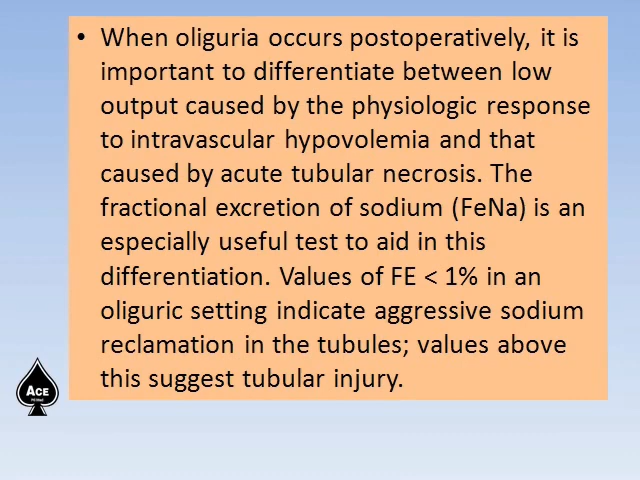 • When oliguria occurs postoperatively, it is
important to differentiate between low
output caused by the physiologic response
to intravascular hypovolemia and that
caused by acute tubular necrosis. The
fractional excretion of sodium (FeNa) is an
especially useful test to aid in this
differentiation. Values of FE < 1% in an
oliguric setting indicate aggressive sodium
reclamation in the tubules; values above
this suggest tubular injury.
ACE